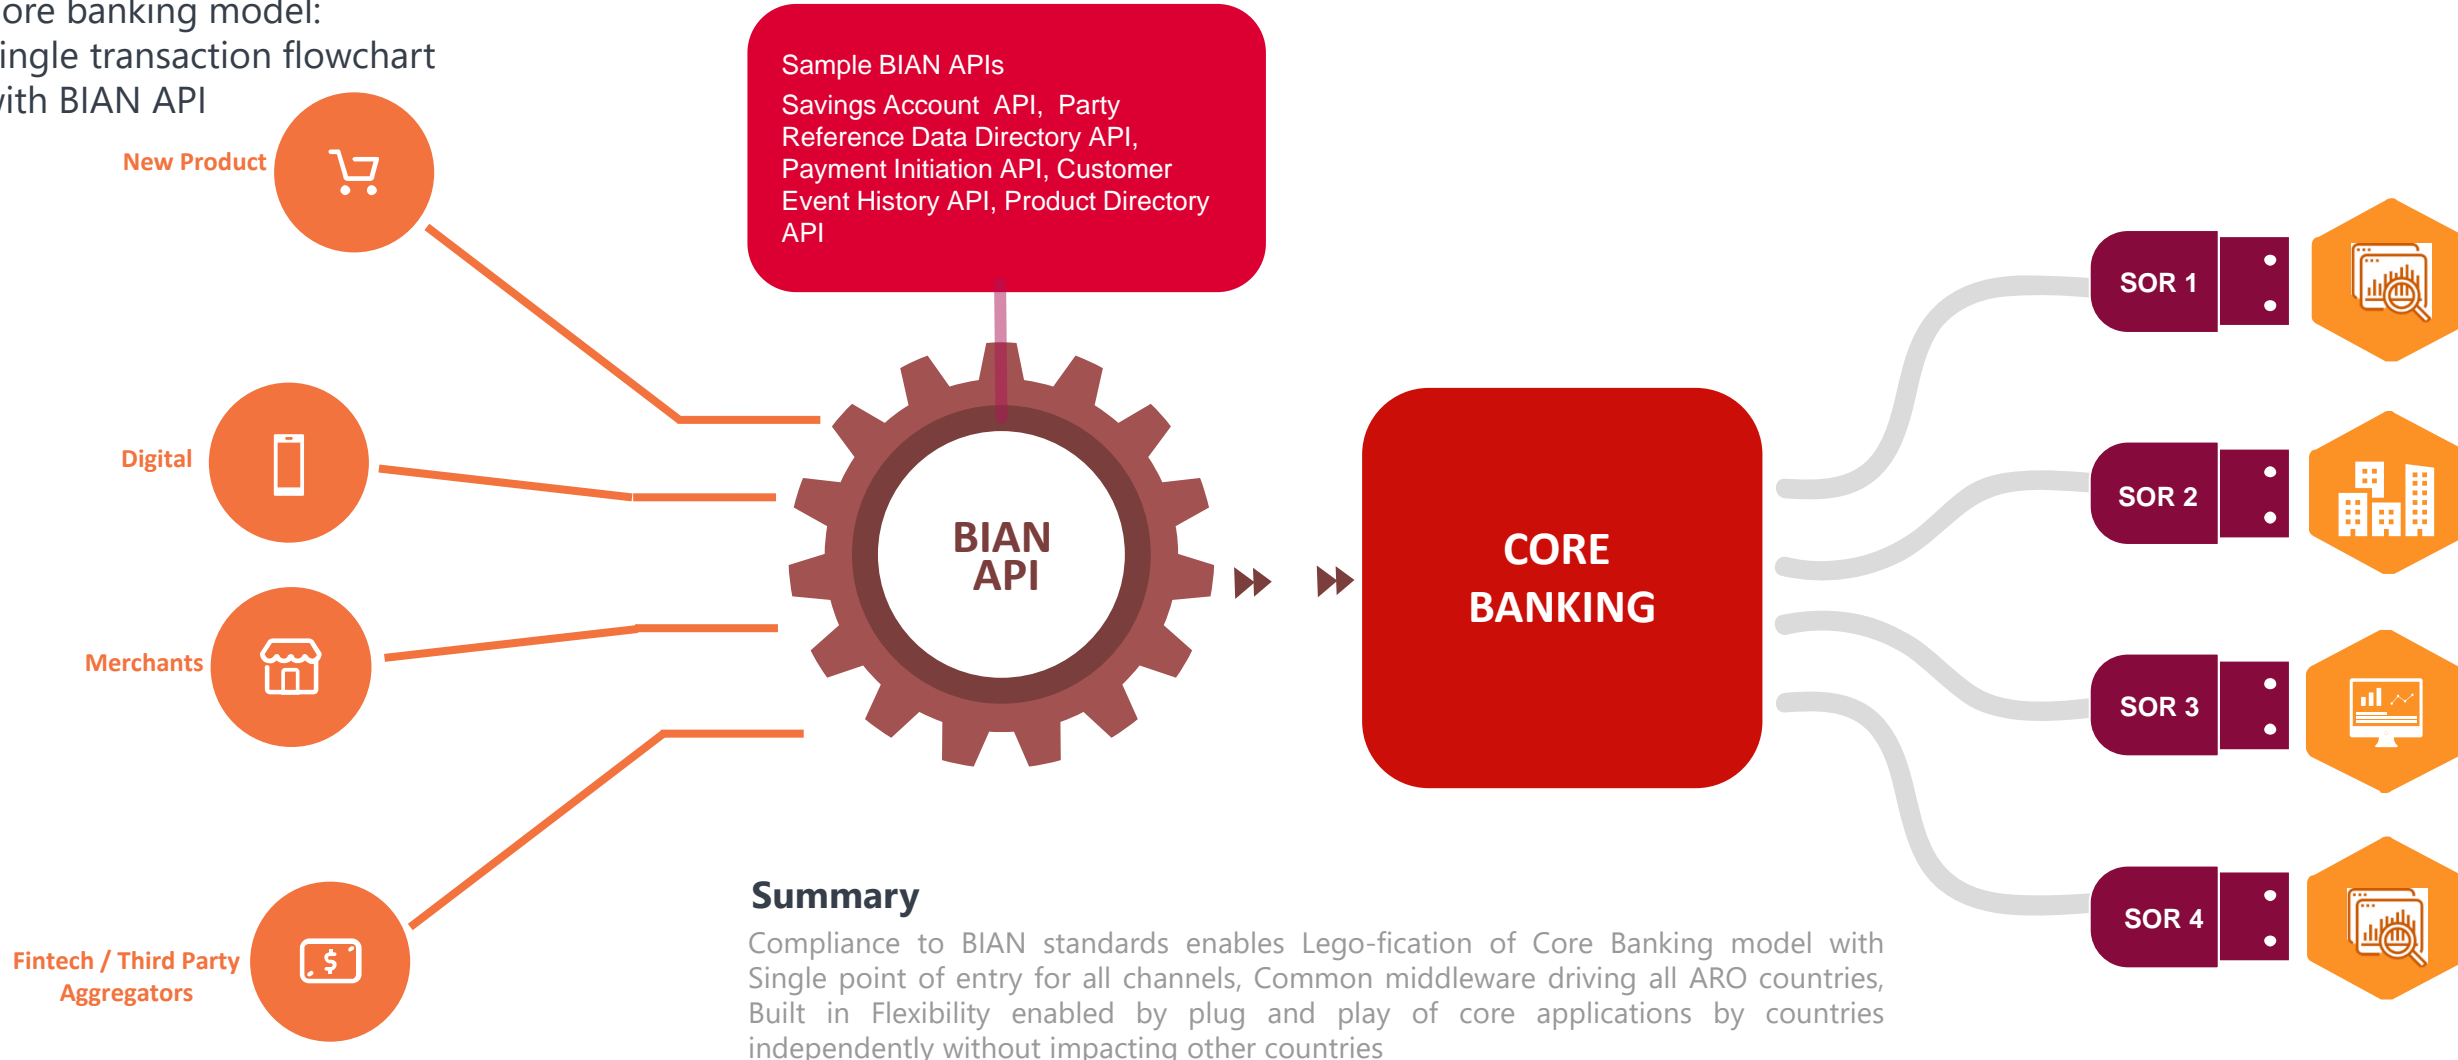 ore banking model:
ingle transaction flowchart
with BIAN API
Sample BIAN APIs
Savings Account API, Party
Reference Data Directory API,
Payment Initiation API, Customer
Event History API, Product Directory
API
New Product
Digital
Merchants
Fintech / Third Party
Aggregators
BIAN
API
CORE
BANKING
SOR 1
SOR 2
SOR 3
SOR 4
Summary
Compliance to BIAN standards enables Lego-fication of Core Banking model with
Single point of entry for all channels, Common middleware driving all ARO countries,
Built in Flexibility enabled by plug and play of core applications by countries
independently without impacting other countries